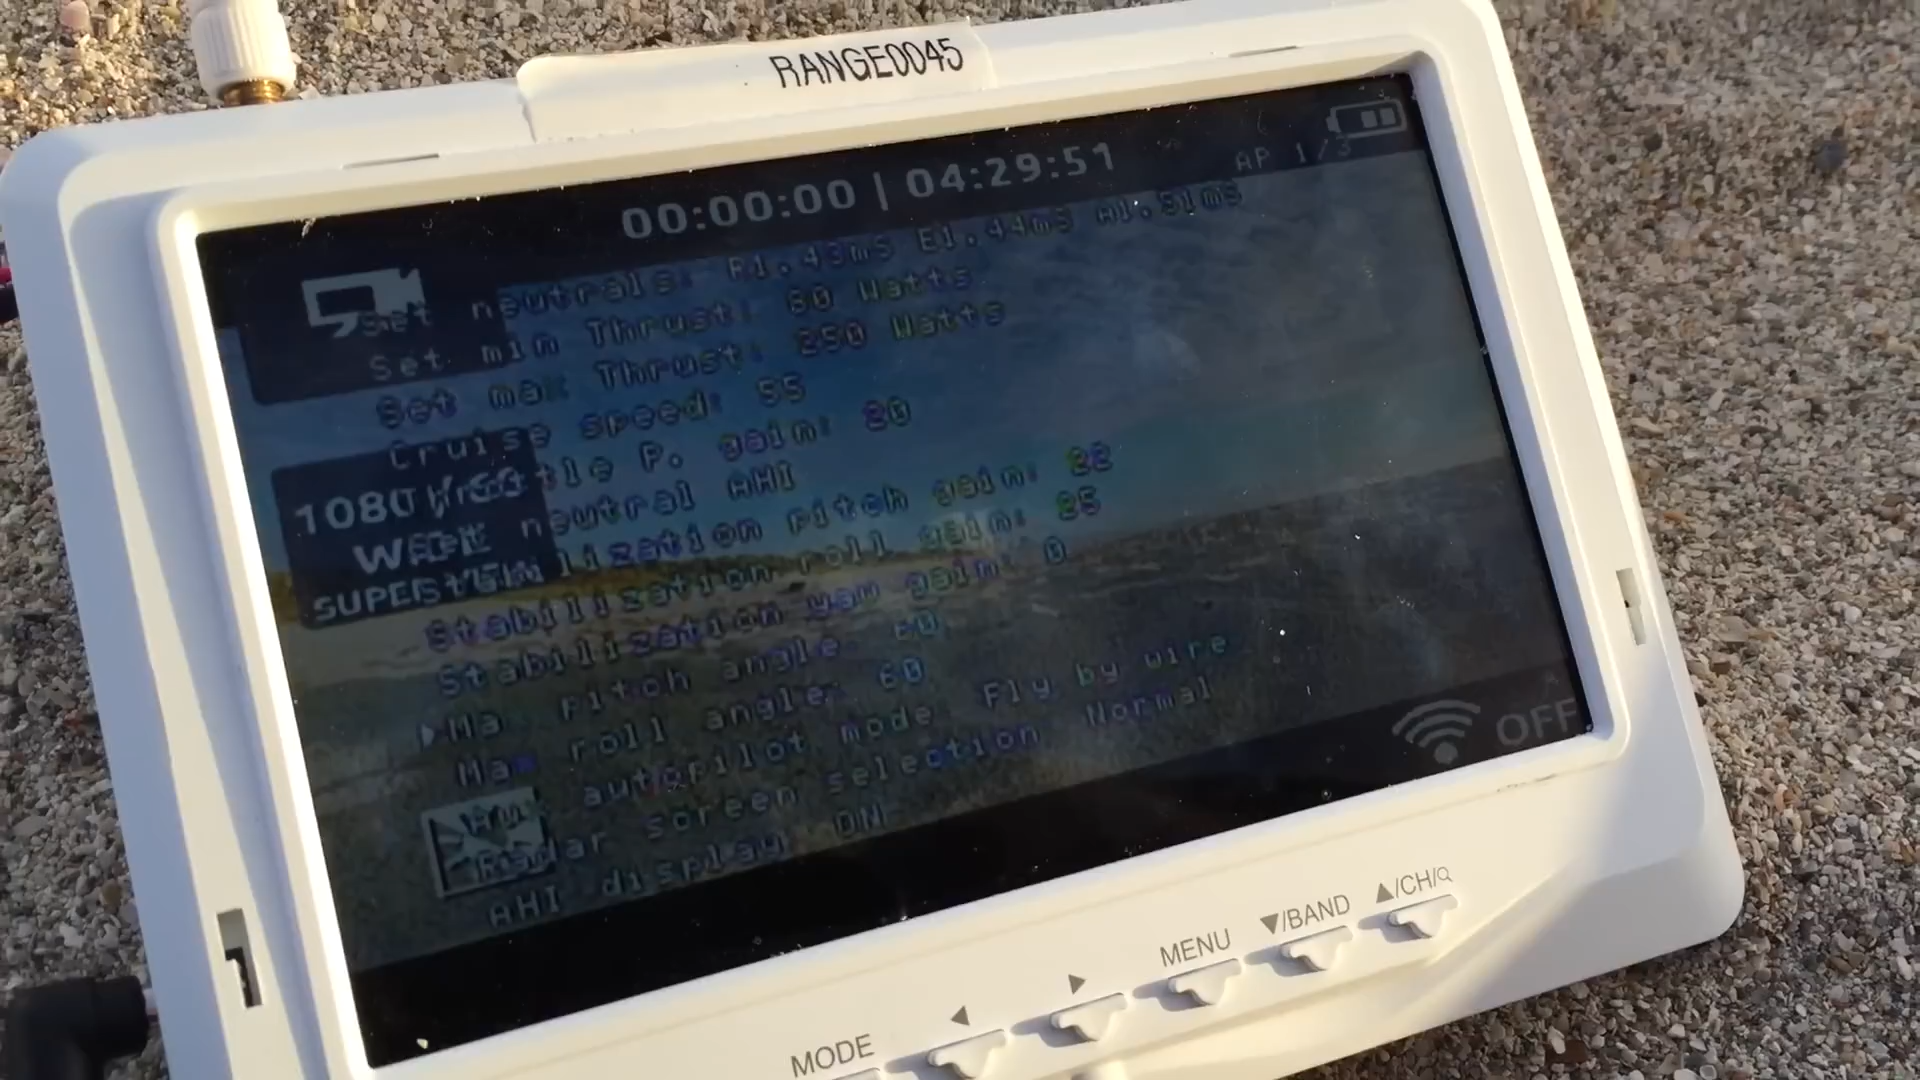 RANGE0045
00:00:00 | 04:29:51
AP 1/3
Set neutrals: R1.43mS E1.44mS A1.51mS
Set min Thrust: 80 Watts
Set max Thrust: 250 Watts
Cruise speed: 55
Throttle P. gain: 20
neutral AHI
Stabilization pitch gain: 22
Stabilization roll gain: 25
Stabilization yaw gain: 0
Max pitch angle: 60
Max roll angle: 60
autopilot mode: Fly by wire
Radar screen selection Normal
AHI display ON
1080
WIDE
SUPERVIEW
OFF
MODE
◀
▶
MENU
▼/BAND
▲/CH/